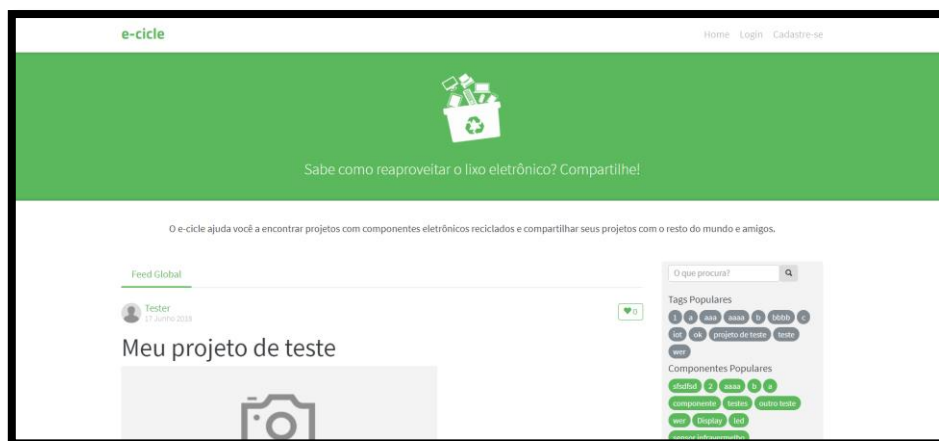 e-cicle
Home Login Cadastre-se
Sabe como reaproveitar o lixo eletrônico? Compartilhe!
O e-cicle ajuda você a encontrar projetos com componentes eletrônicos reciclados e compartilhar seus projetos com o resto do mundo e amigos.
Feed Global
Tester
17 Junho 2018
0
Meu projeto de teste
O que procura?
Tags Populares
1 a aaa aaaa b bbbb c
iot ok projeto de teste teste
wer
Componentes Populares
sfsdfsd 2 aaaa b a
componente testes outro teste
wer Display led
sensor infravermelho